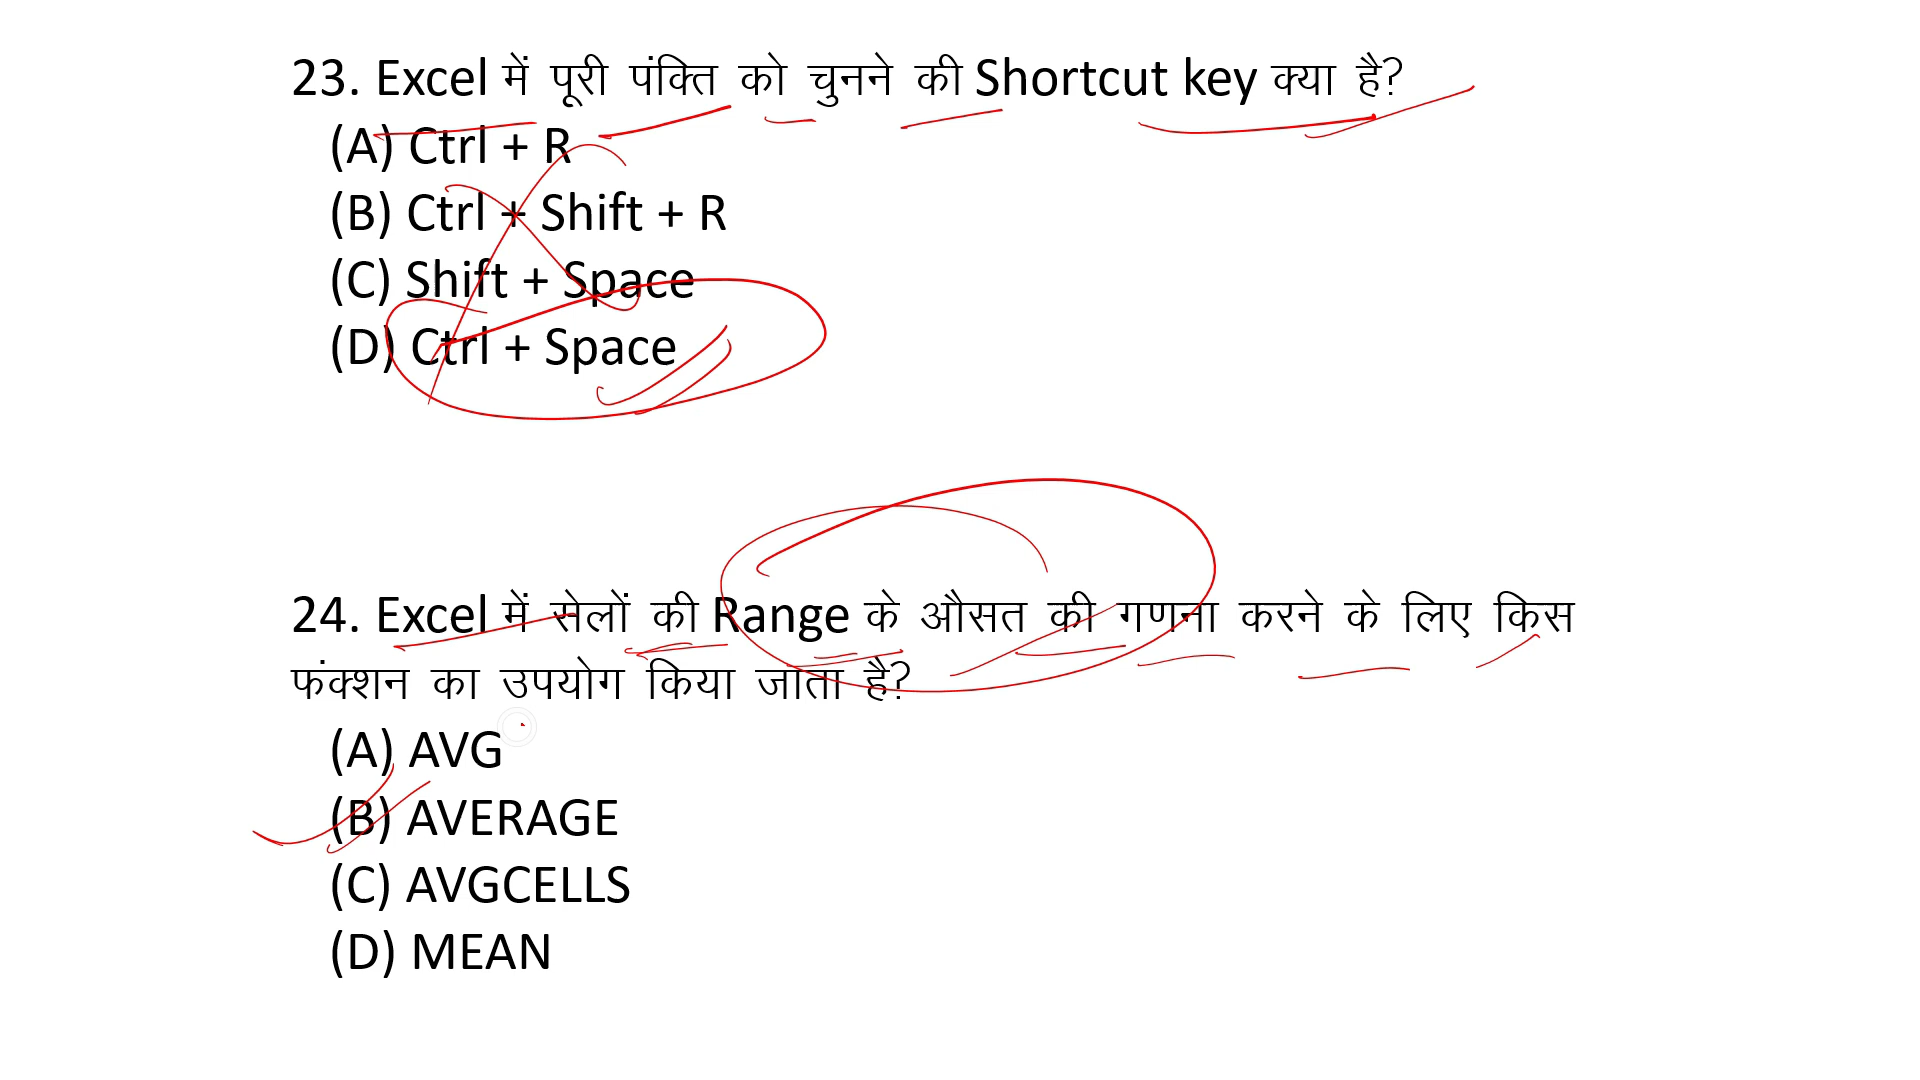 23. Excel में पूरी पंक्ति को चुनने की Shortcut key क्या है?
(A) Ctrl + R
(B) Ctrl + Shift + R
(C) Shift + Space
(D) Ctrl + Space
24. Excel में सेलों की Range के औसत की गणना करने के लिए किस
फंक्शन का उपयोग किया जाता है?
(A) AVG
(B) AVERAGE
(C) AVGCELLS
(D) MEAN